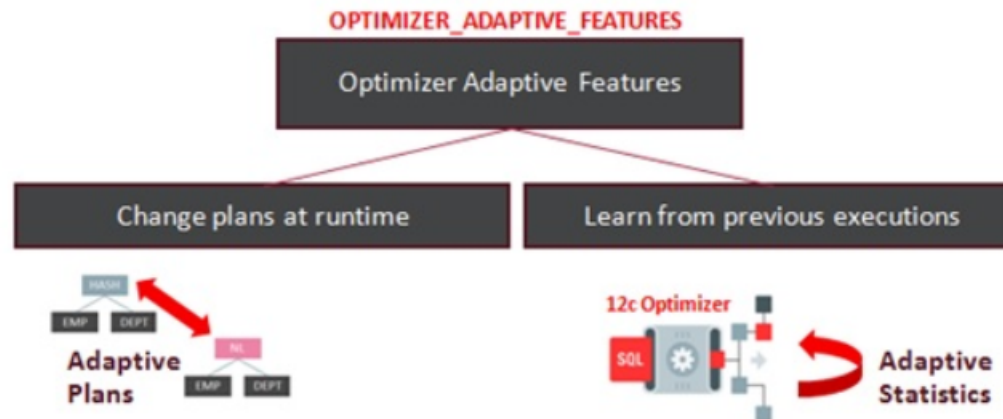 OPTIMIZER_ADAPTIVE_FEATURES
Optimizer Adaptive Features
Change plans at runtime
Learn from previous executions
HASH
EMP DEPT
NL
EMP DEPT
Adaptive
Plans
12c Optimizer
SQL
Adaptive
Statistics